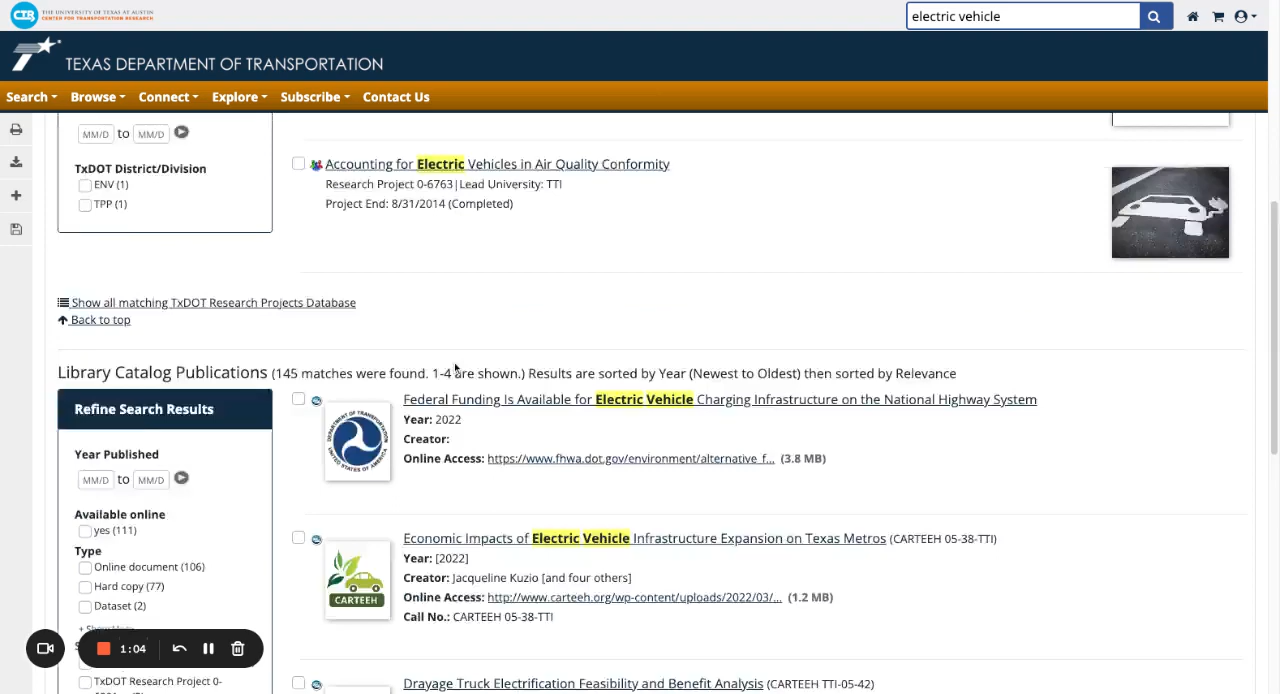 CTR THE UNIVERSITY OF TEXAS AT AUSTIN
CENTER FOR TRANSPORTATION RESEARCH
electric vehicle
TEXAS DEPARTMENT OF TRANSPORTATION
Search Browse Connect Explore Subscribe Contact Us
MM/D to MM/D
TxDOT District/Division
ENV (1)
TPP (1)
Accounting for Electric Vehicles in Air Quality Conformity
Research Project 0-6763|Lead University: TTI
Project End: 8/31/2014 (Completed)
Show all matching TxDOT Research Projects Database
Back to top
Library Catalog Publications (145 matches were found. 1-4 are shown.) Results are sorted by Year (Newest to Oldest) then sorted by Relevance
Refine Search Results
Year Published
MM/D to MM/D
Available online
yes (111)
Type
Online document (106)
Hard copy (77)
Dataset (2)
+ Show More
TxDOT Research Project 0-
Federal Funding Is Available for Electric Vehicle Charging Infrastructure on the National Highway System
Year: 2022
Creator:
Online Access: https://www.fhwa.dot.gov/environment/alternative_f... (3.8 MB)
DEPARTMENT OF TRANSPORTATION
UNITED STATES OF AMERICA
Economic Impacts of Electric Vehicle Infrastructure Expansion on Texas Metros (CARTEEH 05-38-TTI)
Year: [2022]
Creator: Jacqueline Kuzio [and four others]
Online Access: http://www.carteeh.org/wp-content/uploads/2022/03/... (1.2 MB)
Call No.: CARTEEH 05-38-TTI
CARTEEH
Drayage Truck Electrification Feasibility and Benefit Analysis (CARTEEH TTI-05-42)
1:04